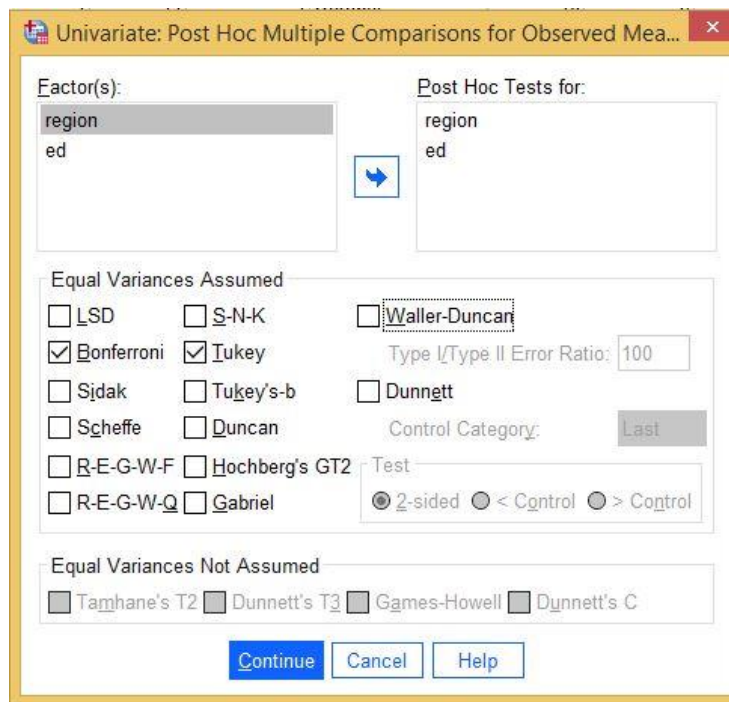 Univariate: Post Hoc Multiple Comparisons for Observed Mea...
Factor(s):
region
ed
Post Hoc Tests for:
region
ed
Equal Variances Assumed
LSD
S-N-K
Waller-Duncan
Bonferroni
Tukey
Type I/Type II Error Ratio: 100
Sidak
Tukey's-b
Dunnett
Scheffe
Duncan
Control Category: Last
R-E-G-W-F
Hochberg's GT2
Test
R-E-G-W-Q
Gabriel
2-sided < Control > Control
Equal Variances Not Assumed
Tamhane's T2 Dunnett's T3 Games-Howell Dunnett's C
Continue Cancel Help